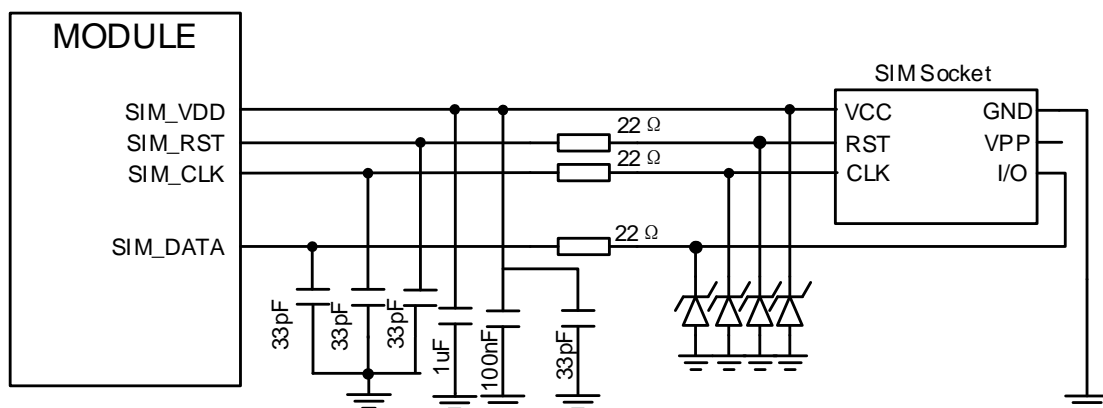 MODULE
SIM Socket
SIM_VDD
VCC
GND
22 Ω
SIM_RST
RST
VPP
22 Ω
SIM_CLK
CLK
I/O
SIM_DATA
22 Ω
33pF
33pF
33pF
1uF
100nF
33pF